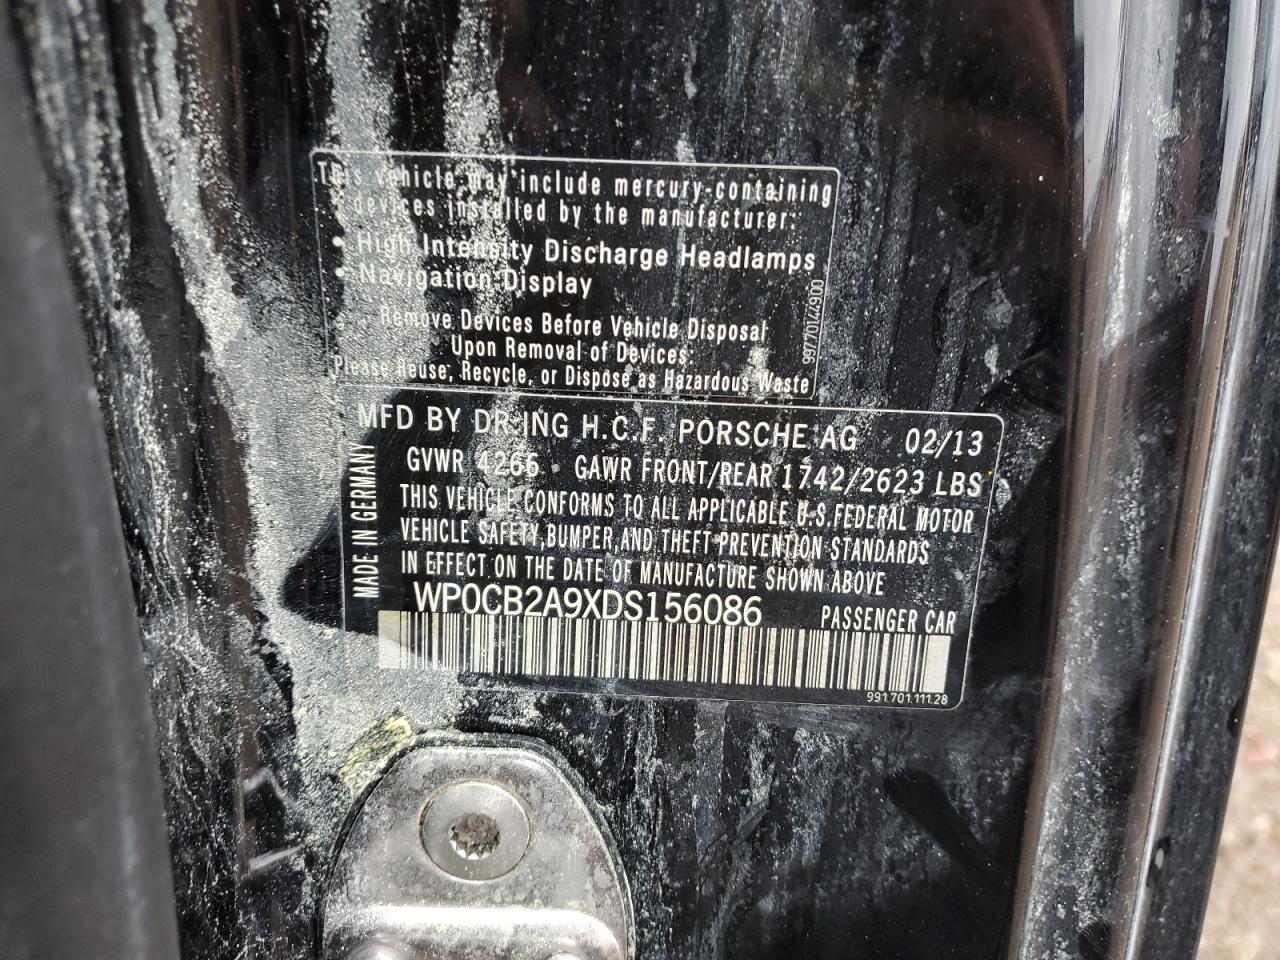 This vehicle may include mercury-containing
devices installed by the manufacturer:
• High Intensity Discharge Headlamps
• Navigation Display
Remove Devices Before Vehicle Disposal
Upon Removal of Devices:
Please Reuse, Recycle, or Dispose as Hazardous Waste
997.701.274.900
MFD BY DR.ING H.C.F. PORSCHE AG 02/13
GVWR 4266 GAWR FRONT/REAR 1742/2623 LBS
THIS VEHICLE CONFORMS TO ALL APPLICABLE U.S.FEDERAL MOTOR
VEHICLE SAFETY,BUMPER,AND THEFT PREVENTION STANDARDS
IN EFFECT ON THE DATE OF MANUFACTURE SHOWN ABOVE
WP0CB2A9XDS156086 PASSENGER CAR
MADE IN GERMANY
991.701.111.28